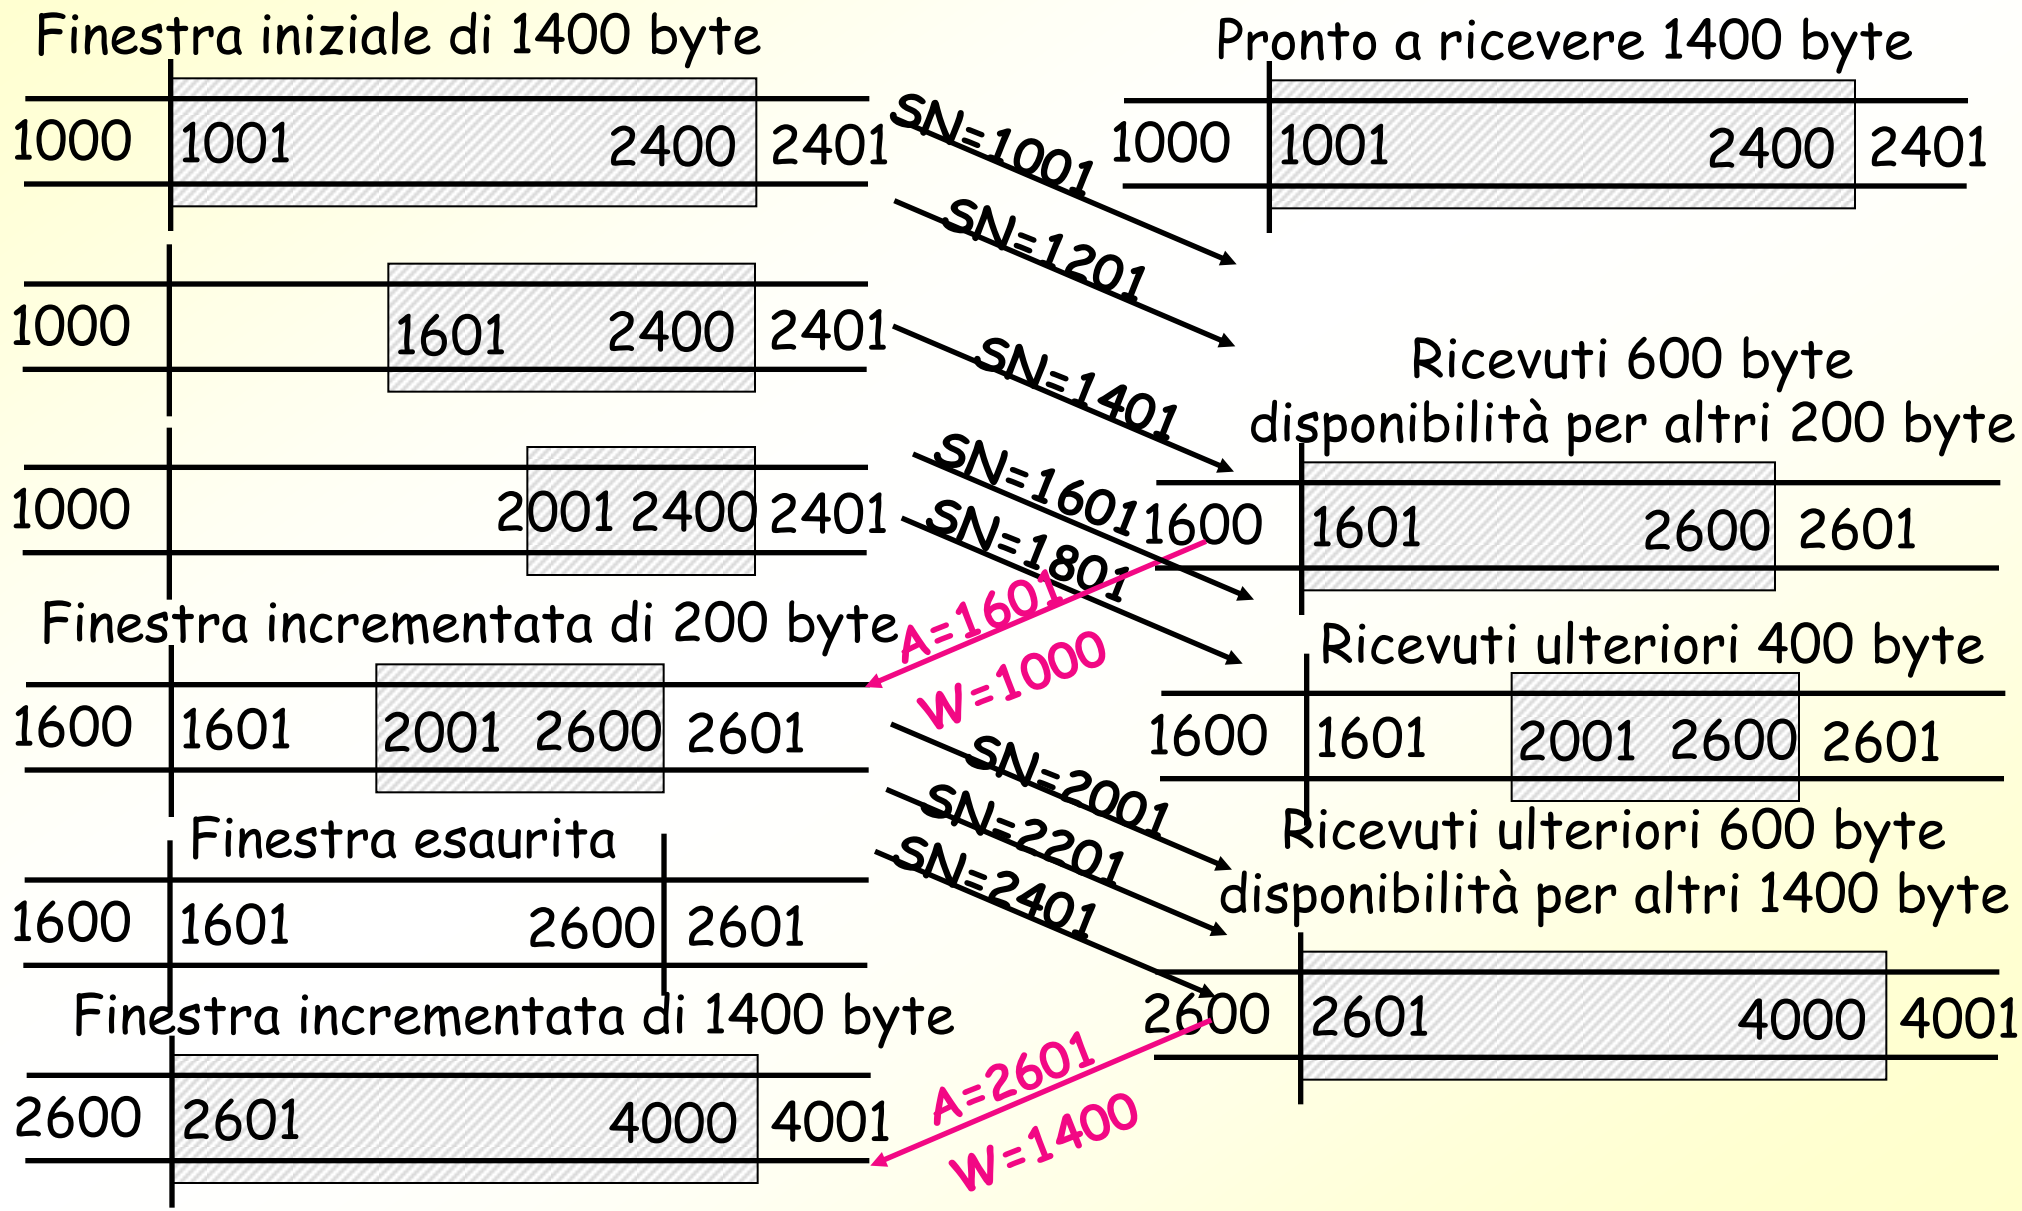 Finestra iniziale di 1400 byte
1000 1001 2400 2401
1000 1601 2400 2401
1000 2001 2400 2401
Finestra incrementata di 200 byte
1600 1601 2001 2600 2601
Finestra esaurita
1600 1601 2600 2601
Finestra incrementata di 1400 byte
2600 2601 4000 4001
SN=1001
SN=1201
SN=1401
SN=1601
SN=1801
A=1601
W=1000
SN=2001
SN=2201
SN=2401
A=2601
W=1400
Pronto a ricevere 1400 byte
1000 1001 2400 2401
Ricevuti 600 byte
disponibilità per altri 200 byte
1600 1601 2600 2601
Ricevuti ulteriori 400 byte
1600 1601 2001 2600 2601
Ricevuti ulteriori 600 byte
disponibilità per altri 1400 byte
2600 2601 4000 4001